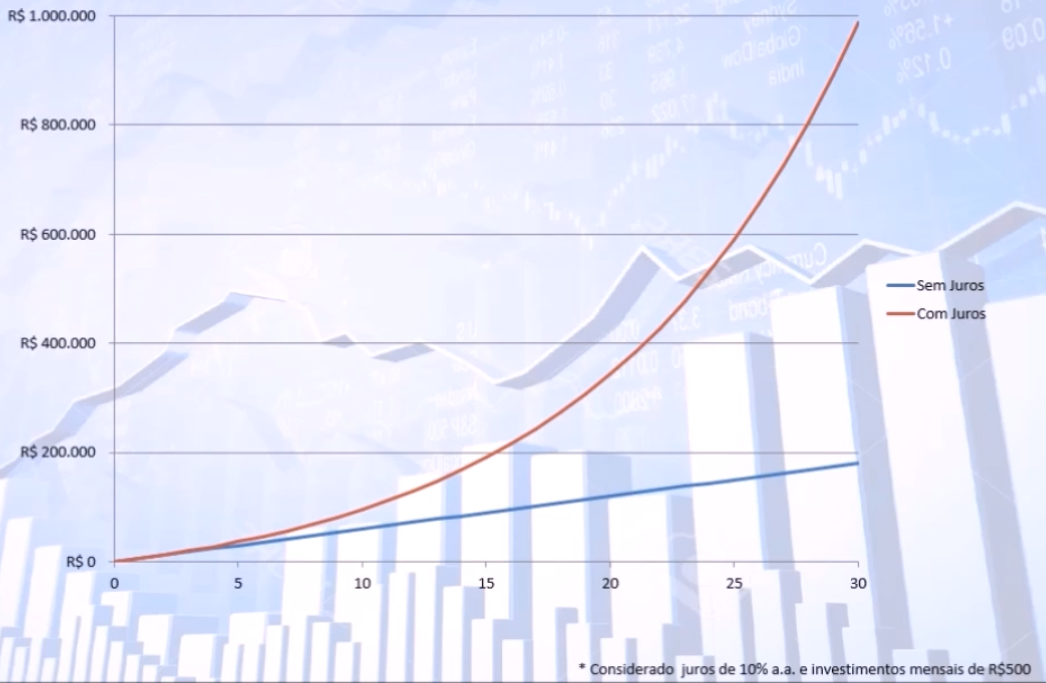 R$ 1.000.000
R$ 800.000
R$ 600.000
R$ 400.000
R$ 200.000
R$ 0
0 5 10 15 20 25 30
Sem Juros
Com Juros
* Considerado juros de 10% a.a. e investimentos mensais de R$500